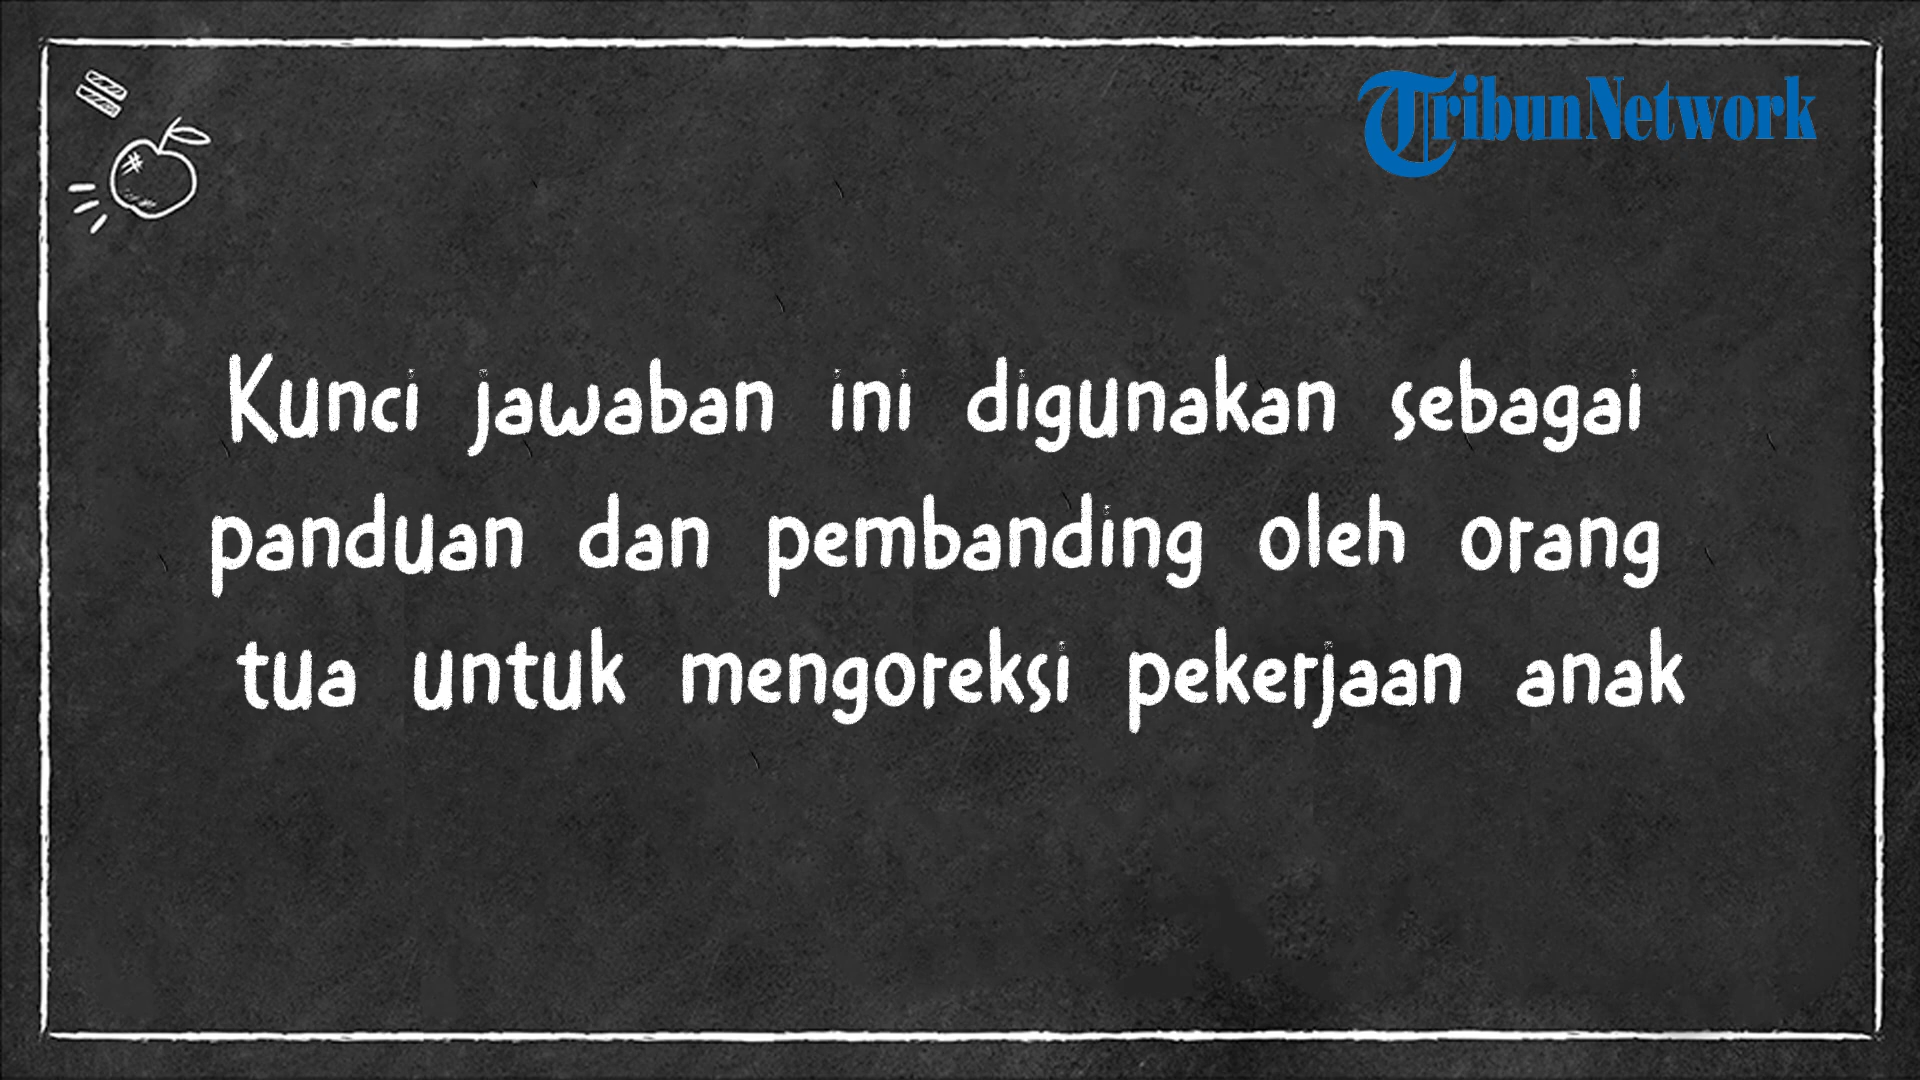 TribunNetwork
Kunci jawaban ini digunakan sebagai
panduan dan pembanding oleh orang
tua untuk mengoreksi pekerjaan anak